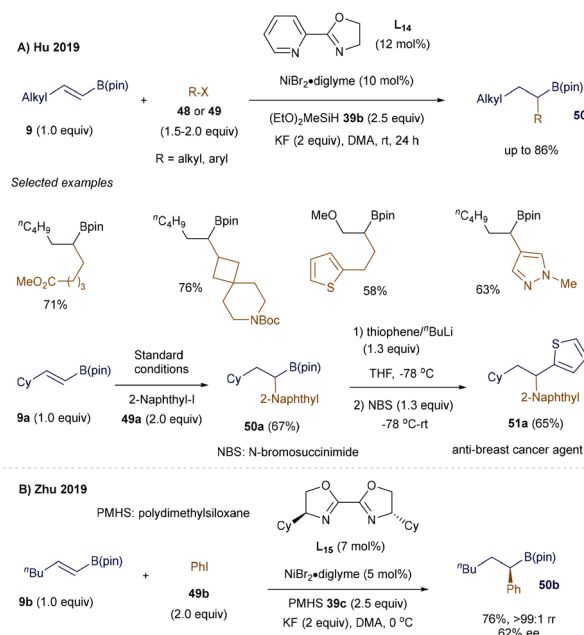 A) Hu 2019
L14
(12 mol%)
Alkyl B(pin)
9 (1.0 equiv)
+
R-X
48 or 49
(1.5-2.0 equiv)
R = alkyl, aryl
NiBr2•diglyme (10 mol%)
(EtO)2MeSiH 39b (2.5 equiv)
KF (2 equiv), DMA, rt, 24 h
Alkyl B(pin)
R
50
up to 86%
Selected examples
nC4H9 Bpin
MeO2C ( )3
71%
nC4H9 Bpin
NBoc
76%
MeO Bpin
S
58%
nC4H9 Bpin
N
N Me
63%
Cy B(pin)
9a (1.0 equiv)
Standard
conditions
2-Naphthyl-I
49a (2.0 equiv)
Cy B(pin)
2-Naphthyl
50a (67%)
1) thiophene/nBuLi
(1.3 equiv)
THF, -78 °C
2) NBS (1.3 equiv)
-78 °C-rt
S
Cy
2-Naphthyl
51a (65%)
NBS: N-bromosuccinimide
anti-breast cancer agent
B) Zhu 2019
PMHS: polydimethylsiloxane
O O
N N
Cy Cy
L15 (7 mol%)
nBu B(pin)
9b (1.0 equiv)
+
PhI
49b
(2.0 equiv)
NiBr2•diglyme (5 mol%)
PMHS 39c (2.5 equiv)
KF (2 equiv), DMA, 0 °C
nBu B(pin)
Ph
50b
76%, >99:1 rr
62% ee